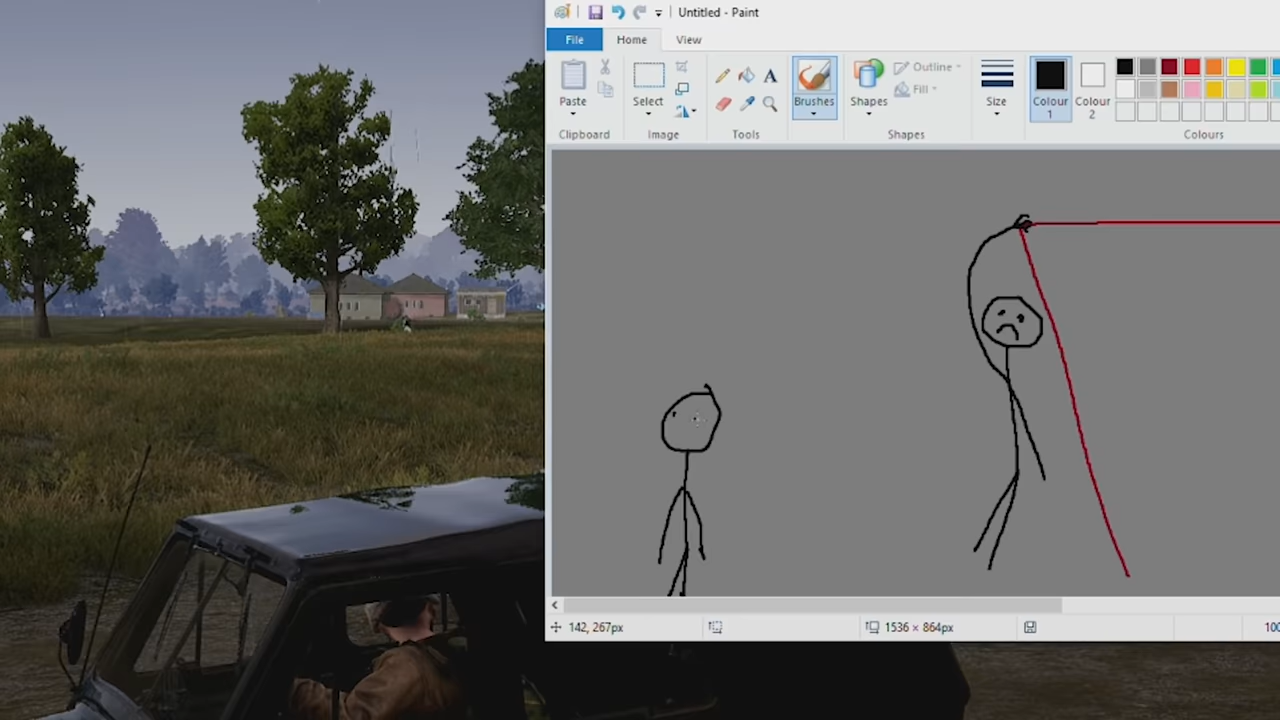 Untitled - Paint
File Home View
Paste Select Brushes Shapes Outline Fill Size Colour 1 Colour 2
Clipboard Image Tools Shapes Colours
142, 267px 1536 × 864px 100